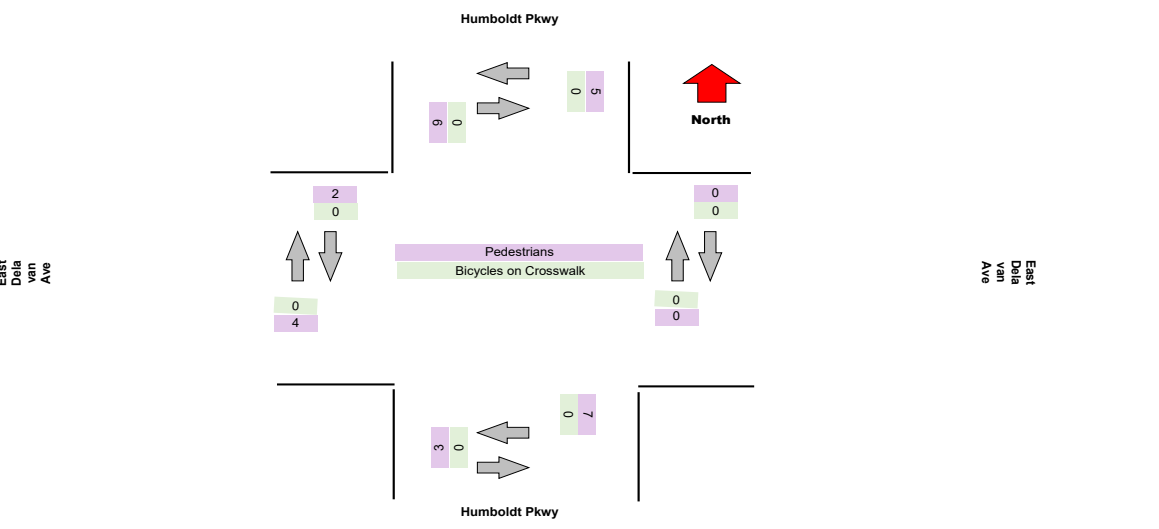 Humboldt Pkwy
0
5
9
0
North
2
0
0
0
Pedestrians
Bicycles on Crosswalk
East
Dela
van
Ave
East
Dela
van
Ave
0
4
0
0
0
7
3
0
Humboldt Pkwy